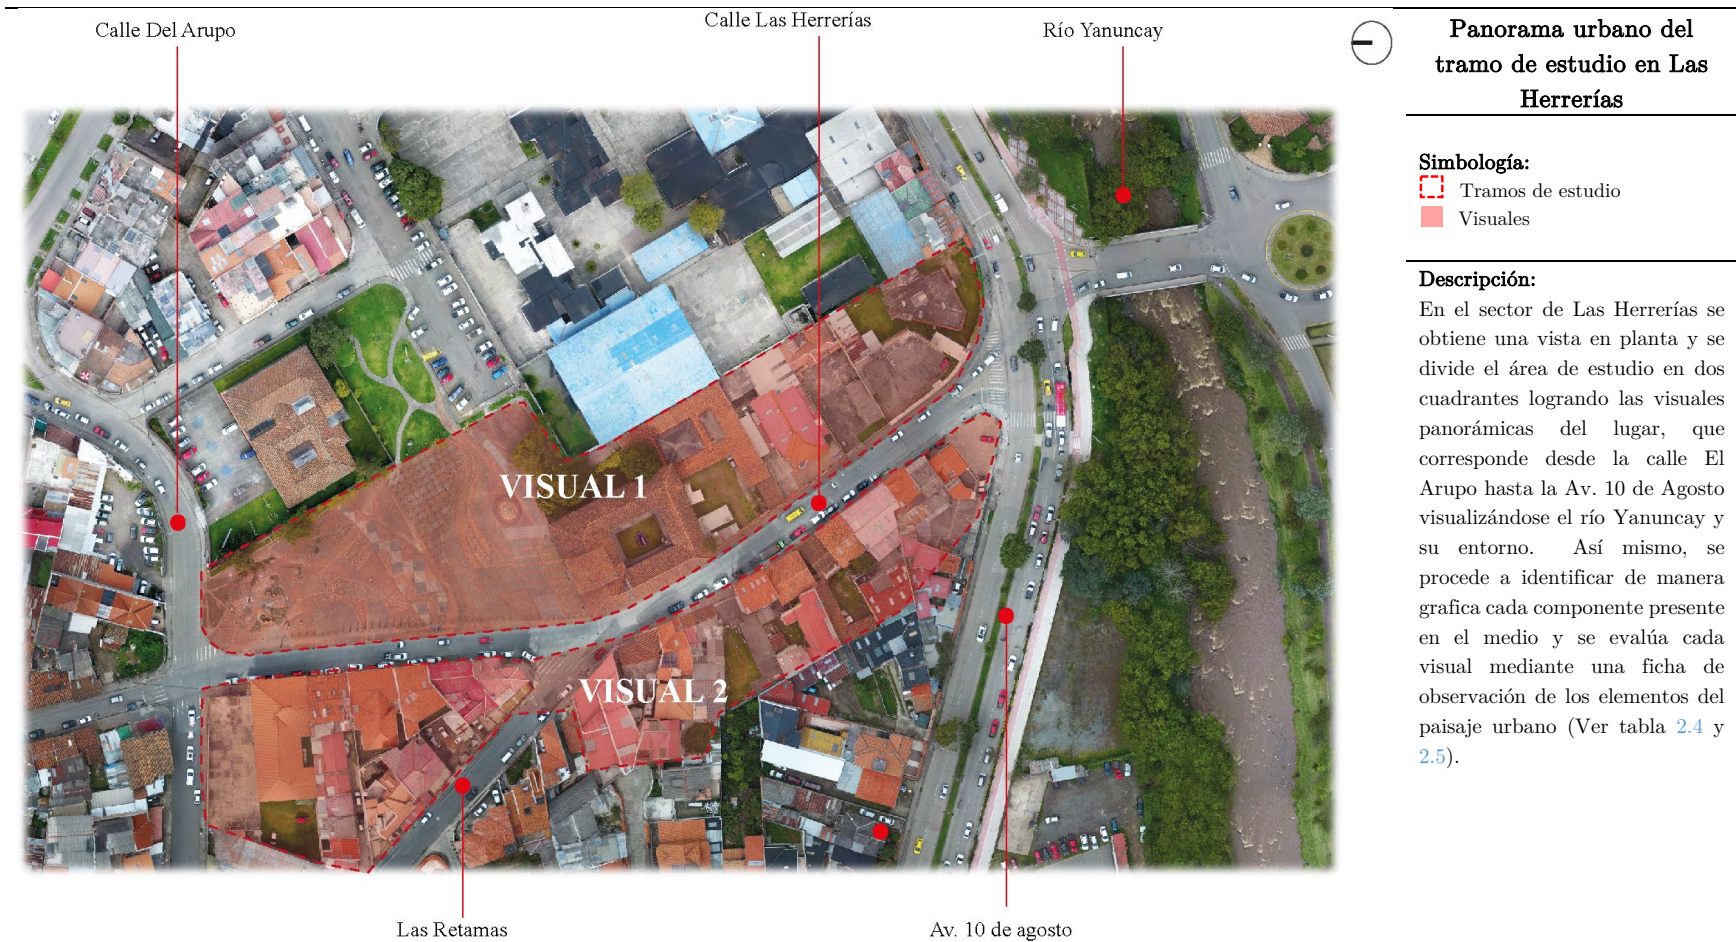 Calle Del Arupo
Calle Las Herrerías
Río Yanuncay
VISUAL 1
VISUAL 2
Las Retamas
Av. 10 de agosto
Panorama urbano del
tramo de estudio en Las
Herrerías
Simbología:
Tramos de estudio
Visuales
Descripción:
En el sector de Las Herrerías se
obtiene una vista en planta y se
divide el área de estudio en dos
cuadrantes logrando las visuales
panorámicas del lugar, que
corresponde desde la calle El
Arupo hasta la Av. 10 de Agosto
visualizándose el río Yanuncay y
su entorno. Así mismo, se
procede a identificar de manera
grafica cada componente presente
en el medio y se evalúa cada
visual mediante una ficha de
observación de los elementos del
paisaje urbano (Ver tabla 2.4 y
2.5).